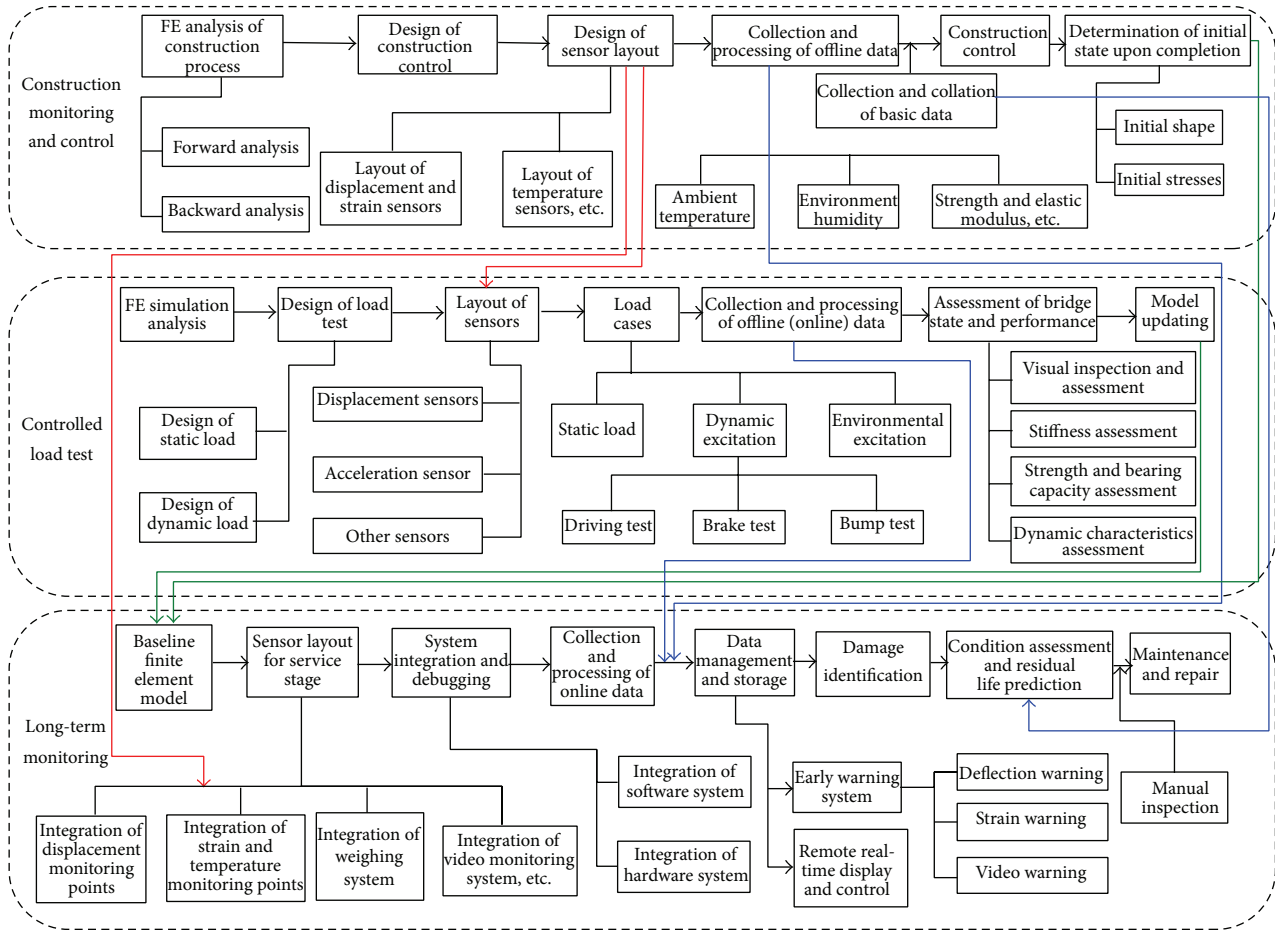 FE analysis of
construction
process
Design of
construction
control
Design of
sensor layout
Collection and
processing of offline data
Construction
control
Determination of initial
state upon completion
Construction
monitoring
and control
Collection and collation
of basic data
Forward analysis
Backward analysis
Layout of
displacement and
strain sensors
Layout of
temperature
sensors, etc.
Ambient
temperature
Environment
humidity
Strength and elastic
modulus, etc.
Initial shape
Initial stresses
FE simulation
analysis
Design of load
test
Layout of
sensors
Load
cases
Collection and processing
of offline (online) data
Assessment of bridge
state and performance
Model
updating
Controlled
load test
Design of
static load
Design of
dynamic load
Displacement sensors
Acceleration sensor
Other sensors
Static load
Dynamic
excitation
Environmental
excitation
Driving test
Brake test
Bump test
Visual inspection and
assessment
Stiffness assessment
Strength and bearing
capacity assessment
Dynamic characteristics
assessment
Baseline
finite
element
model
Sensor
layout for
service
stage
System
integration and
debugging
Collection
and
processing of
online data
Data
management
and storage
Damage
identification
Condition assessment
and residual
life prediction
Maintenance
and repair
Long-term
monitoring
Integration
of displacement
monitoring
points
Integration of
strain and
temperature
monitoring points
Integration
of weighing
system
Integration of
video monitoring
system, etc.
Integration of
software system
Integration of
hardware system
Early warning
system
Remote real-
time display
and control
Deflection warning
Strain warning
Video warning
Manual
inspection